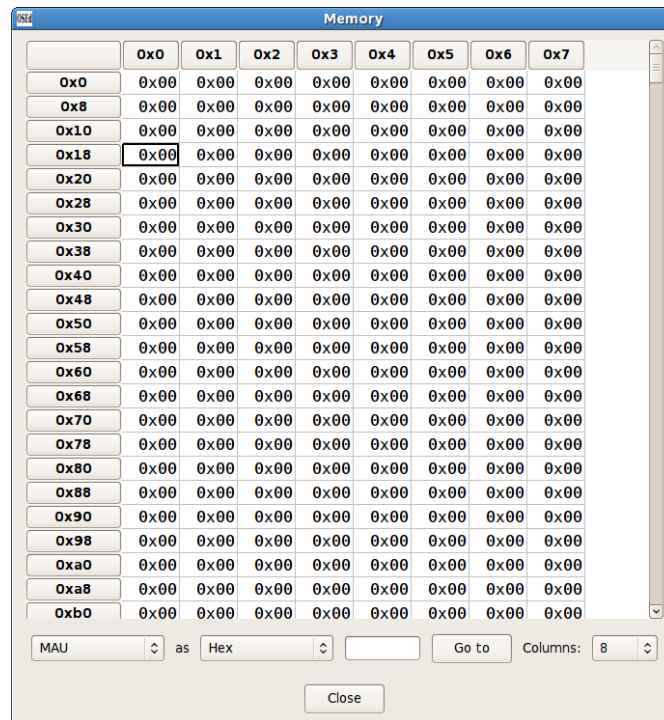 OSEd Memory
0x0 0x1 0x2 0x3 0x4 0x5 0x6 0x7
0x0 0x00 0x00 0x00 0x00 0x00 0x00 0x00 0x00
0x8 0x00 0x00 0x00 0x00 0x00 0x00 0x00 0x00
0x10 0x00 0x00 0x00 0x00 0x00 0x00 0x00 0x00
0x18 0x00 0x00 0x00 0x00 0x00 0x00 0x00 0x00
0x20 0x00 0x00 0x00 0x00 0x00 0x00 0x00 0x00
0x28 0x00 0x00 0x00 0x00 0x00 0x00 0x00 0x00
0x30 0x00 0x00 0x00 0x00 0x00 0x00 0x00 0x00
0x38 0x00 0x00 0x00 0x00 0x00 0x00 0x00 0x00
0x40 0x00 0x00 0x00 0x00 0x00 0x00 0x00 0x00
0x48 0x00 0x00 0x00 0x00 0x00 0x00 0x00 0x00
0x50 0x00 0x00 0x00 0x00 0x00 0x00 0x00 0x00
0x58 0x00 0x00 0x00 0x00 0x00 0x00 0x00 0x00
0x60 0x00 0x00 0x00 0x00 0x00 0x00 0x00 0x00
0x68 0x00 0x00 0x00 0x00 0x00 0x00 0x00 0x00
0x70 0x00 0x00 0x00 0x00 0x00 0x00 0x00 0x00
0x78 0x00 0x00 0x00 0x00 0x00 0x00 0x00 0x00
0x80 0x00 0x00 0x00 0x00 0x00 0x00 0x00 0x00
0x88 0x00 0x00 0x00 0x00 0x00 0x00 0x00 0x00
0x90 0x00 0x00 0x00 0x00 0x00 0x00 0x00 0x00
0x98 0x00 0x00 0x00 0x00 0x00 0x00 0x00 0x00
0xa0 0x00 0x00 0x00 0x00 0x00 0x00 0x00 0x00
0xa8 0x00 0x00 0x00 0x00 0x00 0x00 0x00 0x00
0xb0 0x00 0x00 0x00 0x00 0x00 0x00 0x00 0x00
MAU as Hex Go to Columns: 8
Close